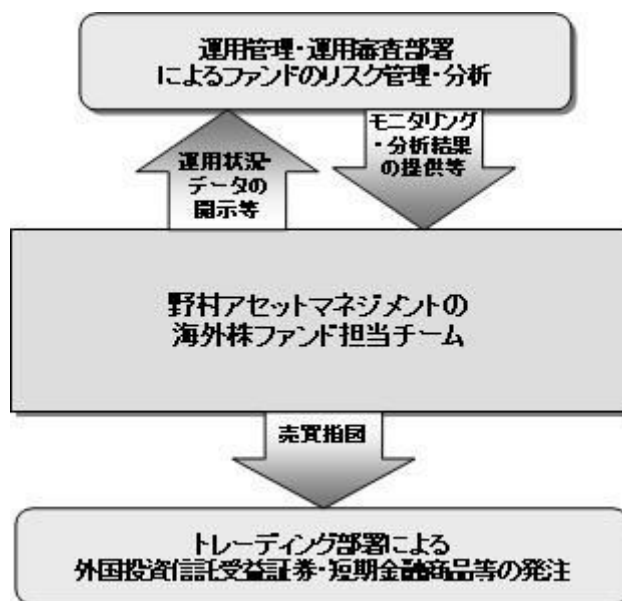 運用管理・運用審査部署
によるファンドのリスク管理・分析
運用状況・
データの
開示等
モニタリング
・分析結果
の提供等
野村アセットマネジメントの
海外株ファンド担当チーム
売買指図
トレーディング部署による
外国投資信託受益証券・短期金融商品等の発注